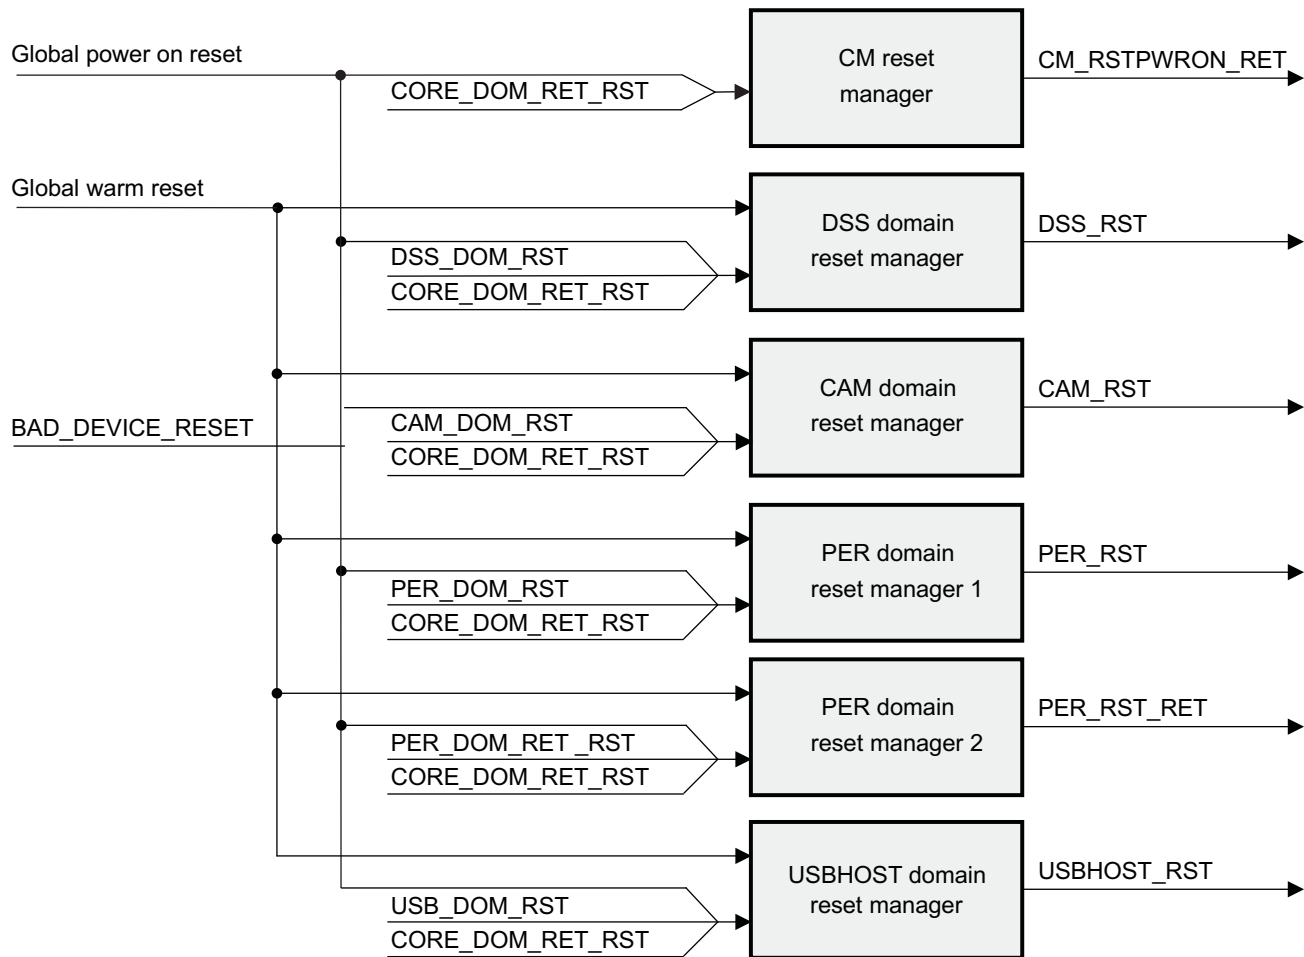 Global power on reset
CORE_DOM_RET_RST
CM reset
manager
CM_RSTPWRON_RET
Global warm reset
DSS_DOM_RST
CORE_DOM_RET_RST
DSS domain
reset manager
DSS_RST
BAD_DEVICE_RESET
CAM_DOM_RST
CORE_DOM_RET_RST
CAM domain
reset manager
CAM_RST
PER_DOM_RST
CORE_DOM_RET_RST
PER domain
reset manager 1
PER_RST
PER_DOM_RET _RST
CORE_DOM_RET_RST
PER domain
reset manager 2
PER_RST_RET
USB_DOM_RST
CORE_DOM_RET_RST
USBHOST domain
reset manager
USBHOST_RST